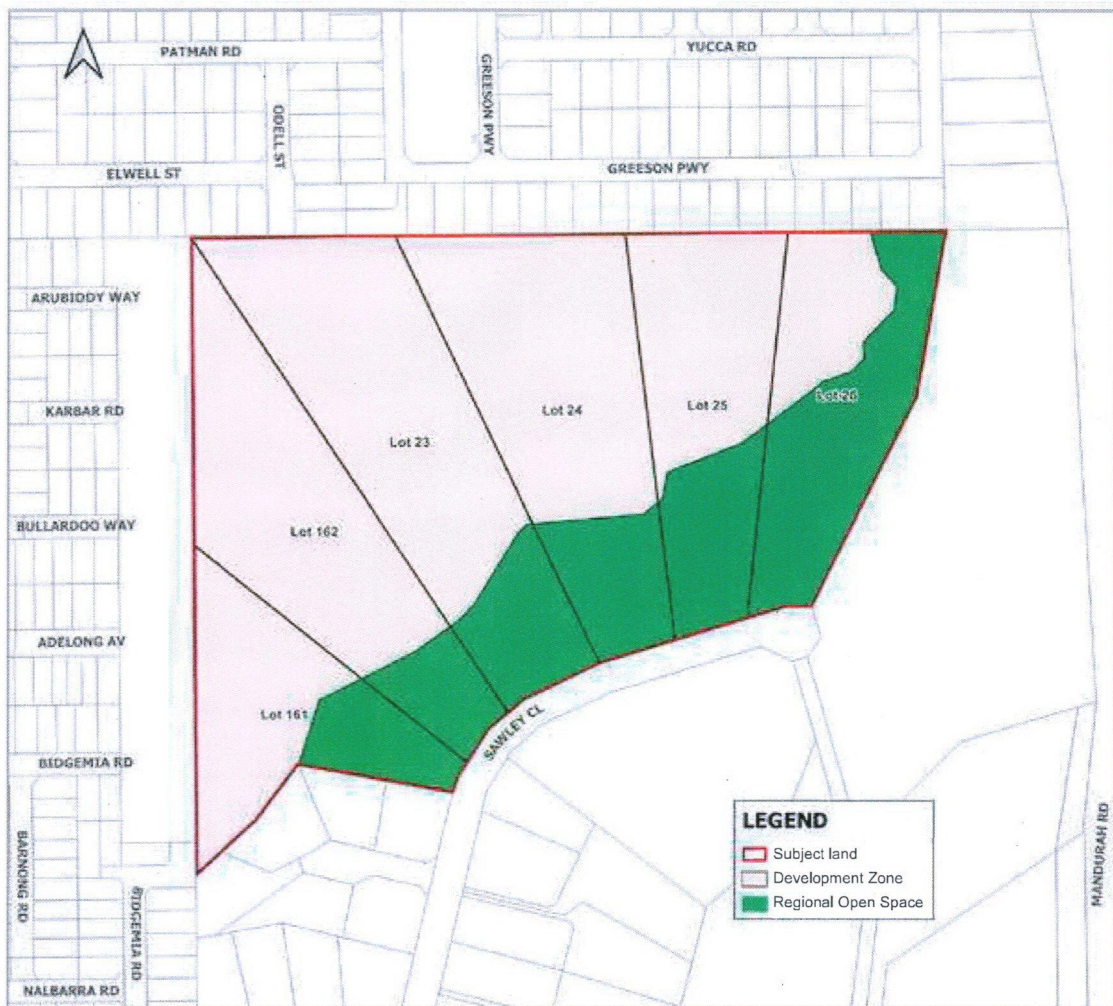 PATMAN RD
YUCCA RD
GREESON PWY
ODELL ST
ELWELL ST
GREESON PWY
ARUBIDDY WAY
KARBAR RD
Lot 26
Lot 25
Lot 24
Lot 23
BULLARDOO WAY
Lot 162
ADELONG AV
Lot 161
SAWLEY CL
BIDGEMIA RD
LEGEND
Subject land
Development Zone
Regional Open Space
BARNONG RD
BIDGEMIA RD
MANDURAH RD
NALBARRA RD